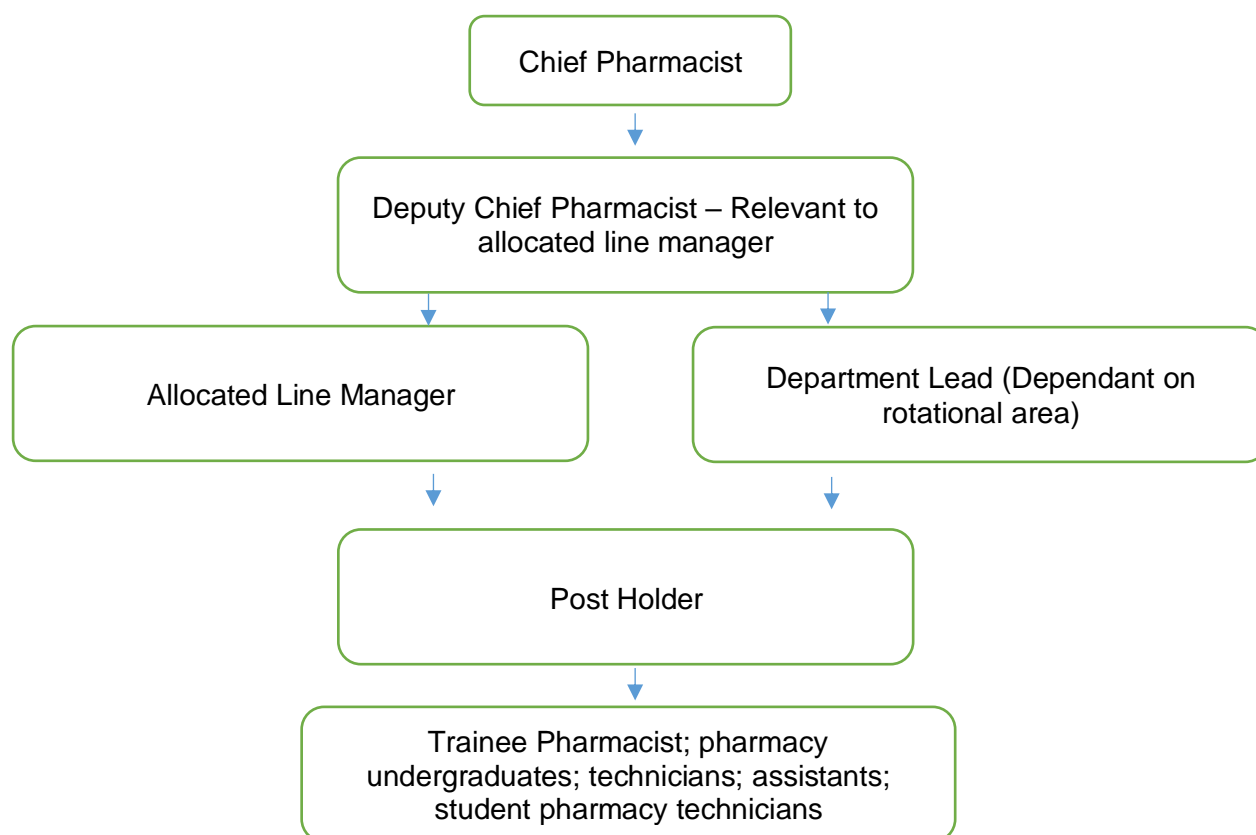 Chief Pharmacist
Deputy Chief Pharmacist – Relevant to
allocated line manager
Allocated Line Manager
Department Lead (Dependant on
rotational area)
Post Holder
Trainee Pharmacist; pharmacy
undergraduates; technicians; assistants;
student pharmacy technicians